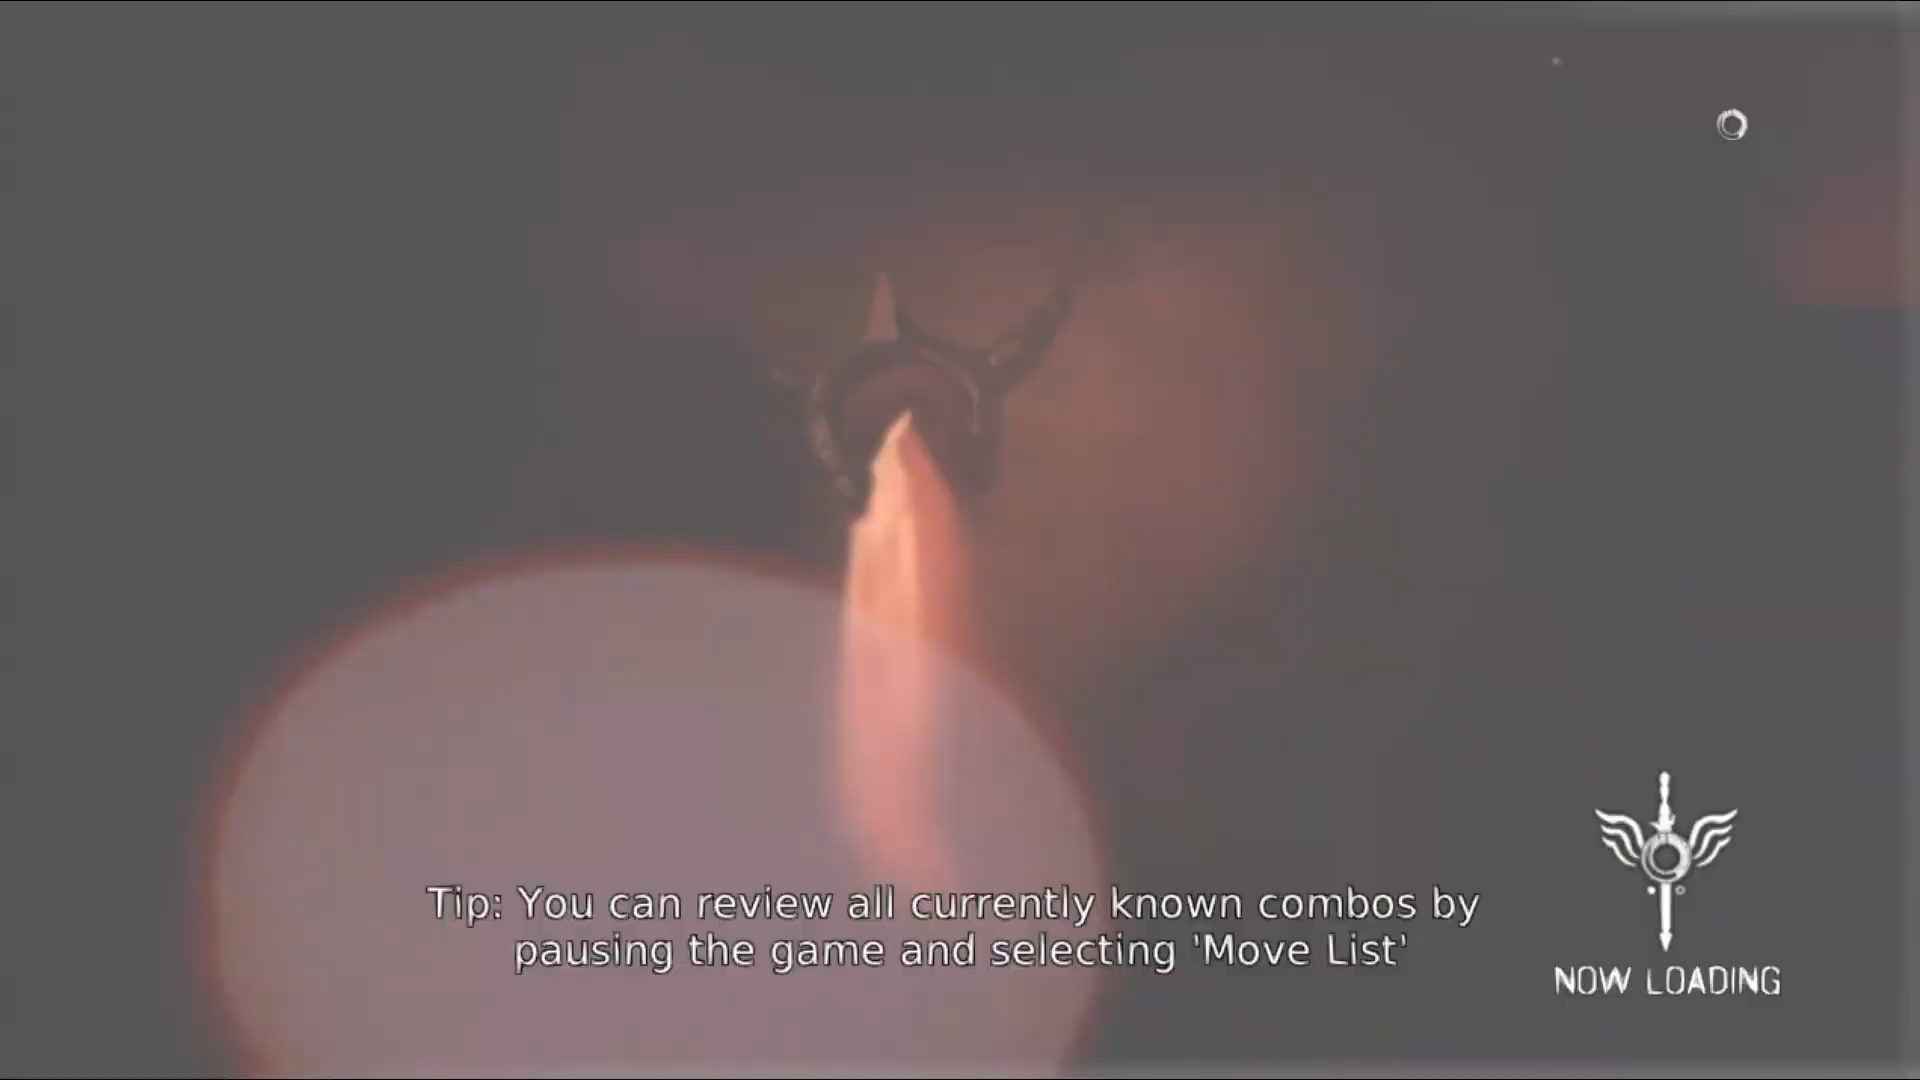 Tip: You can review all currently known combos by
pausing the game and selecting 'Move List'
NOW LOADING